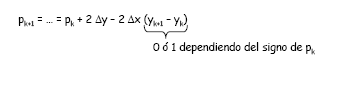 pₖ₊₁ = ... = pₖ + 2 Δy - 2 Δx (yₖ₊₁ - yₖ)
0 ó 1 dependiendo del signo de pₖ